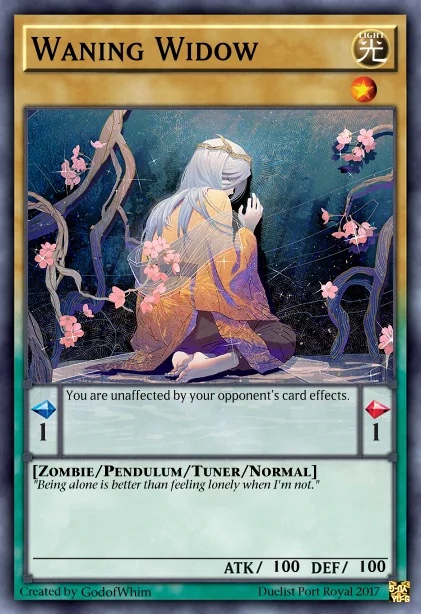 Waning Widow
LIGHT
光
You are unaffected by your opponent's card effects.
1
1
[Zombie/Pendulum/Tuner/Normal]
"Being alone is better than feeling lonely when I'm not."
ATK/ 100 DEF/ 100
Created by GodofWhim
Duelist Port Royal 2017